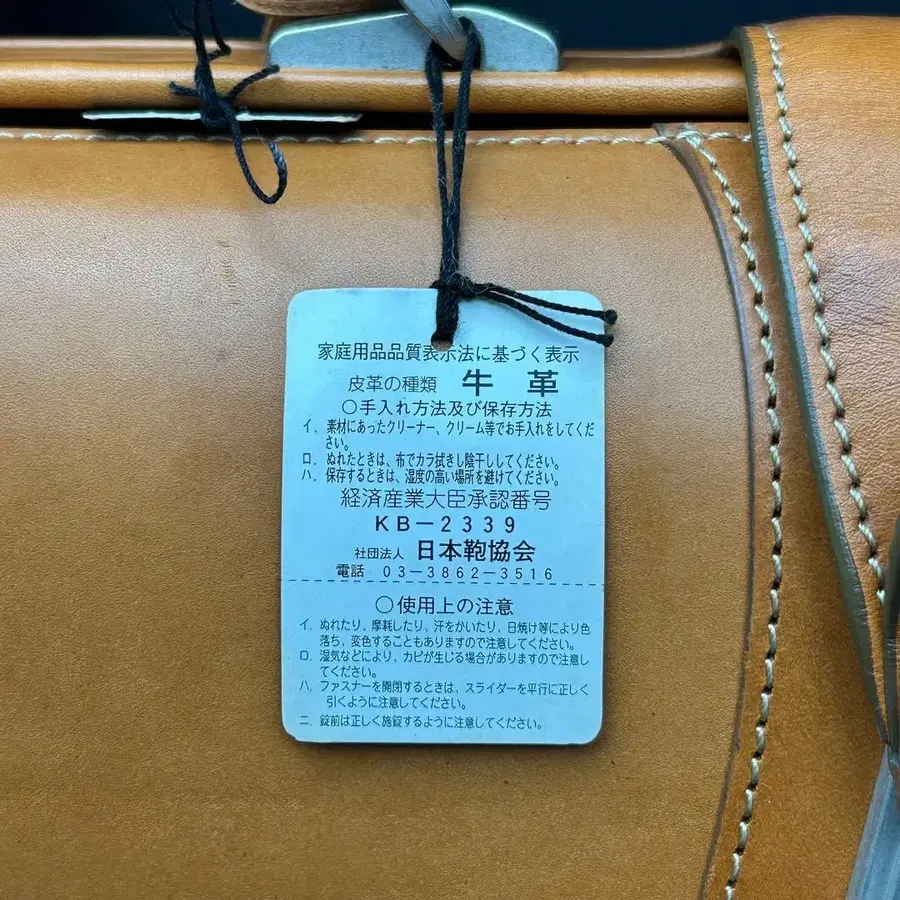 家庭用品品質表示法に基づく表示
皮革の種類 牛革
○手入れ方法及び保存方法
イ．素材にあったクリーナー、クリーム等でお手入れをしてくだ
さい。
ロ．ぬれたときは、布でカラ拭きし陰干ししてください。
ハ．保存するときは、湿度の高い場所を避けてください。
経済産業大臣承認番号
KB－2339
社団法人 日本鞄協会
電話 03－3862－3516
○使用上の注意
イ．ぬれたり、摩耗したり、汗をかいたり、日焼け等により色
落ち、変色することもありますので注意してください。
ロ．湿気などにより、カビが生じる場合がありますので注意し
てください。
ハ．ファスナーを開閉するときは、スライダーを平行に正しく
引くように注意してください。
ニ．錠前は正しく施錠するように注意してください。